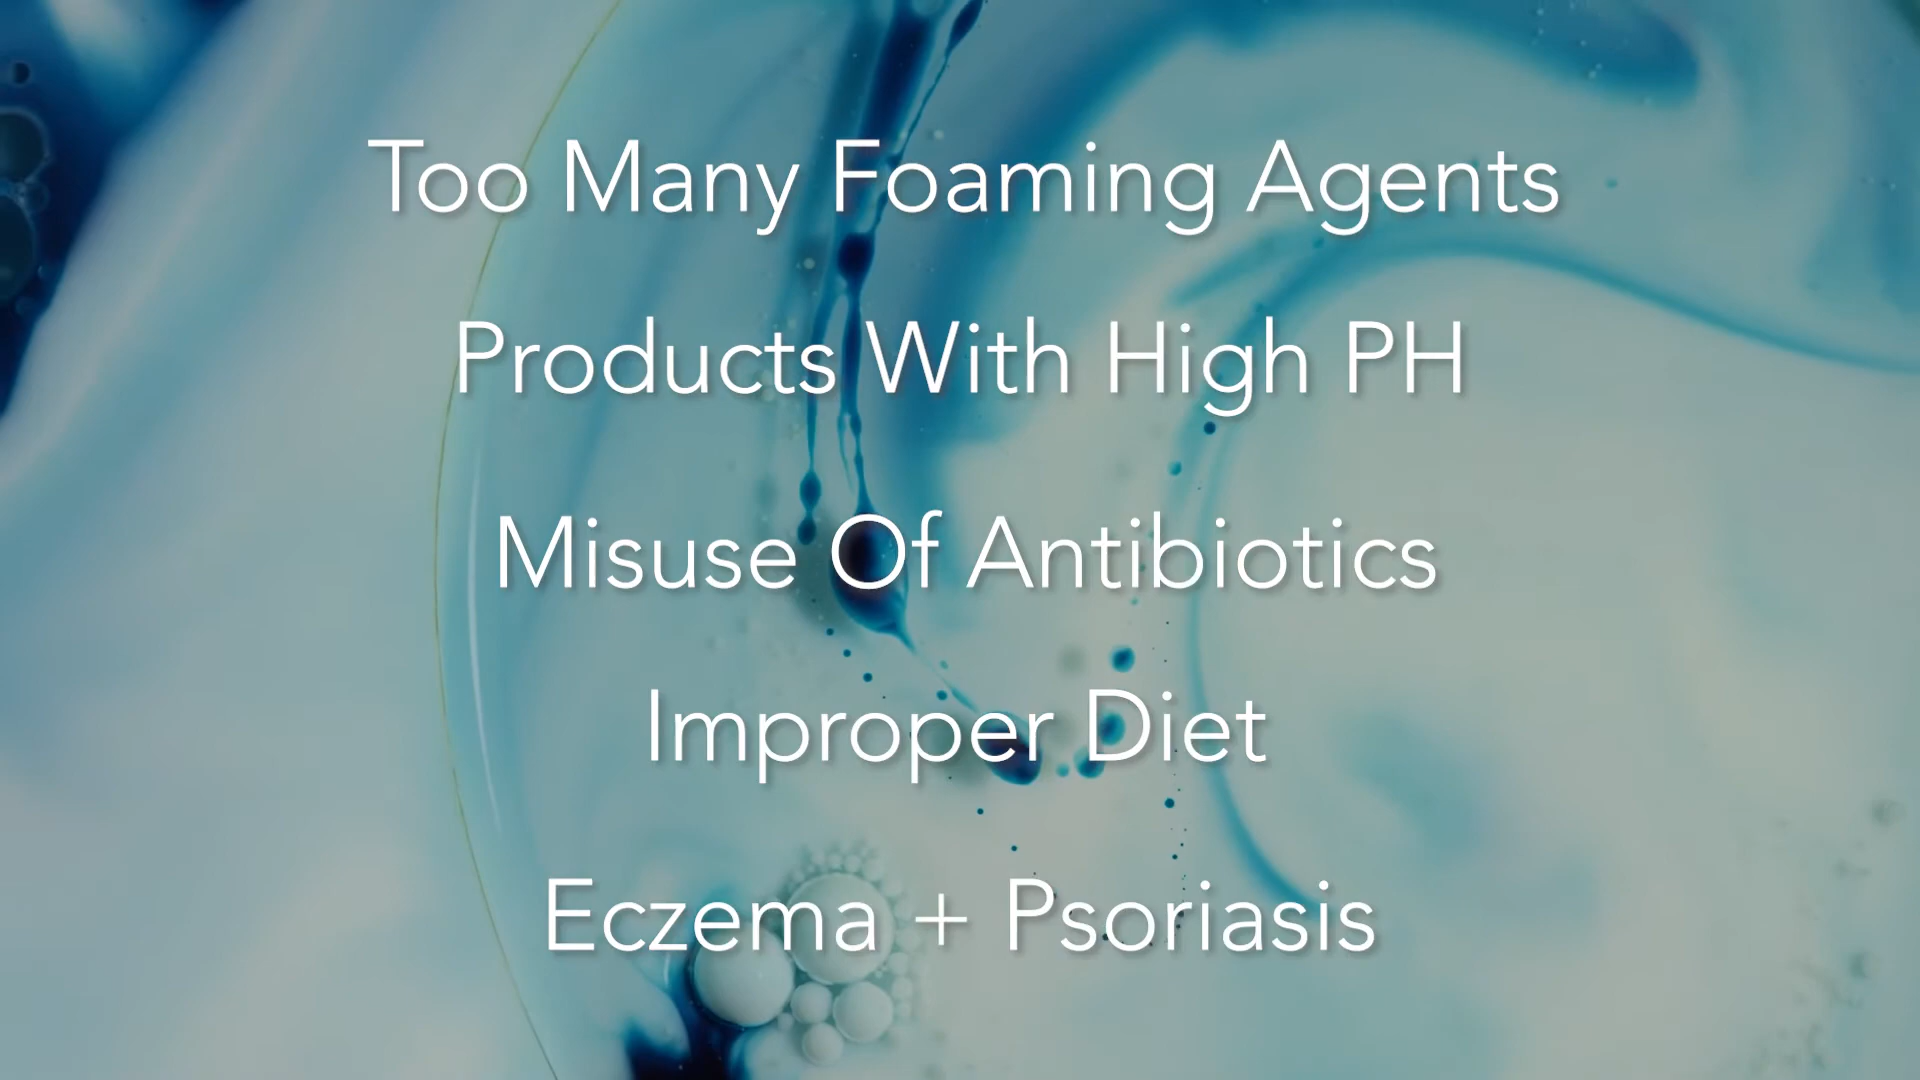 Too Many Foaming Agents
Products With High PH
Misuse Of Antibiotics
Improper Diet
Eczema + Psoriasis